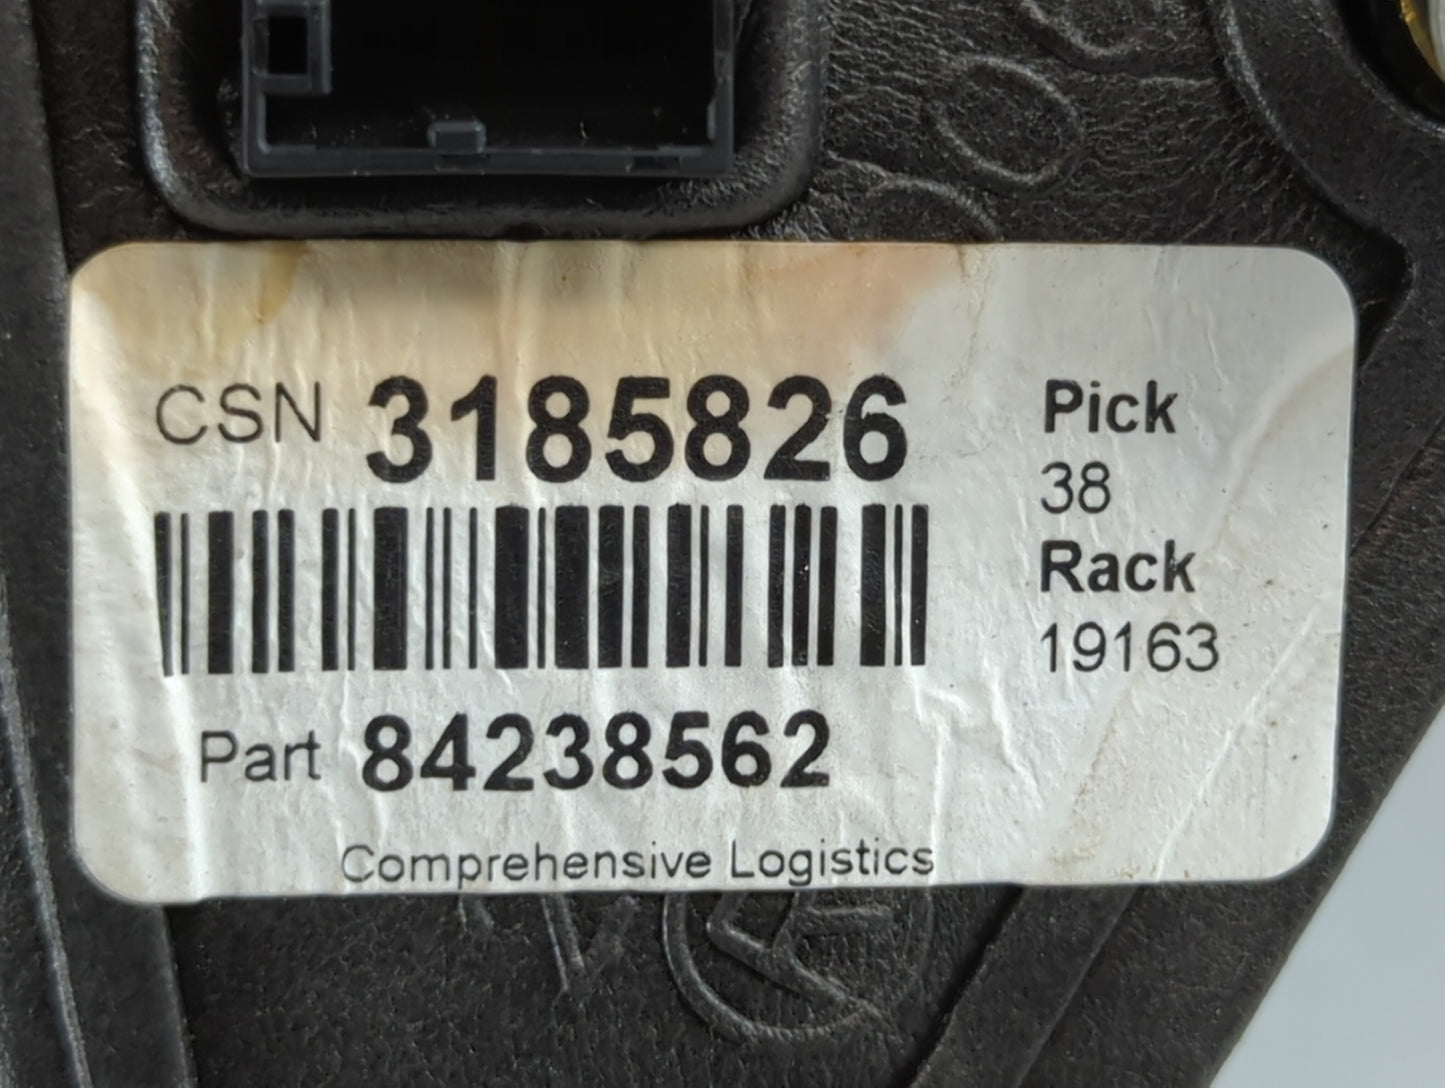 CSN 3185826
Part 84238562
Comprehensive Logistics
Pick
38
Rack
19163